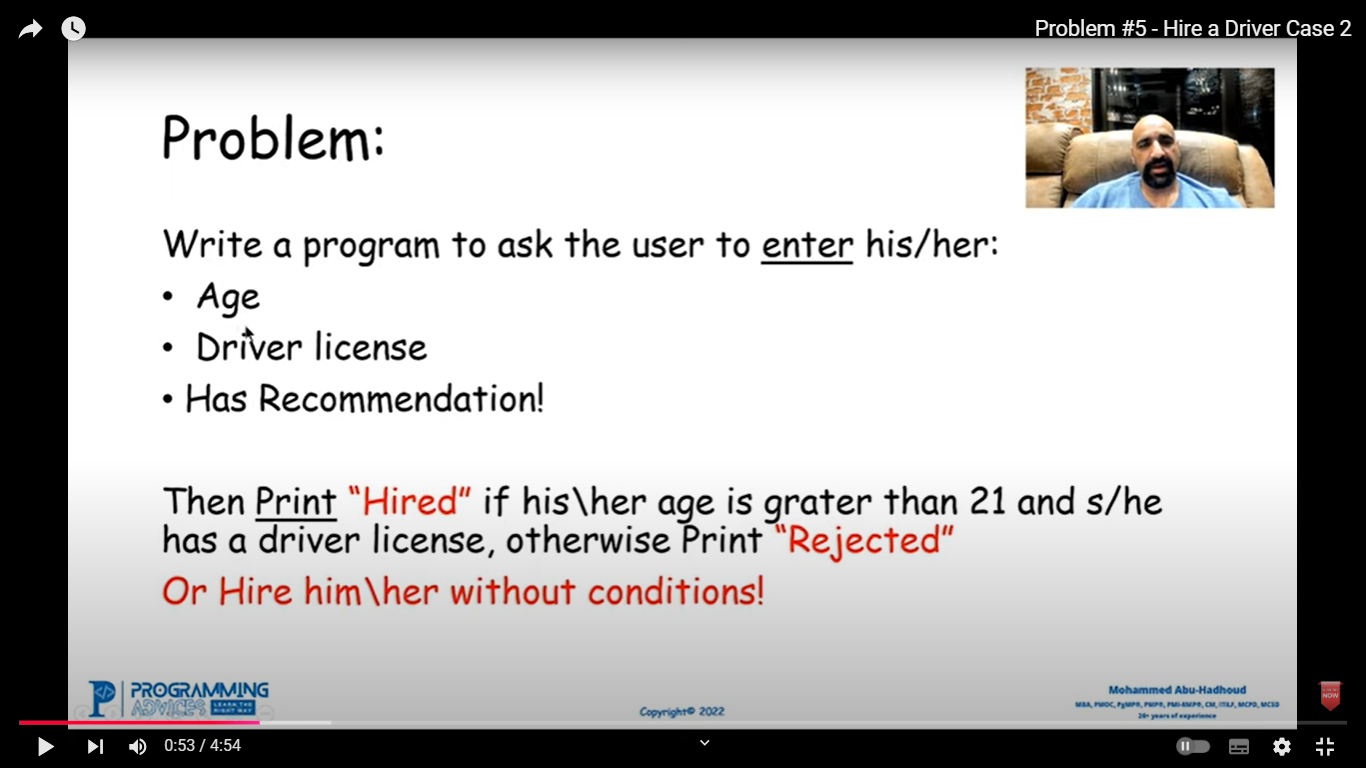 Problem #5 - Hire a Driver Case 2
Problem:
Write a program to ask the user to enter his/her:
• Age
• Driver license
• Has Recommendation!
Then Print “Hired” if his\her age is grater than 21 and s/he
has a driver license, otherwise Print “Rejected”
Or Hire him\her without conditions!
PROGRAMMING
ADVICES LEARN THE RIGHT WAY
Copyright© 2022
Mohammed Abu-Hadhoud
MBA, PMOC, PgMP®, PMP®, PMI-RMP®, CM, ITILF, MCPD, MCSD
26+ years of experience
NOW
0:53 / 4:54